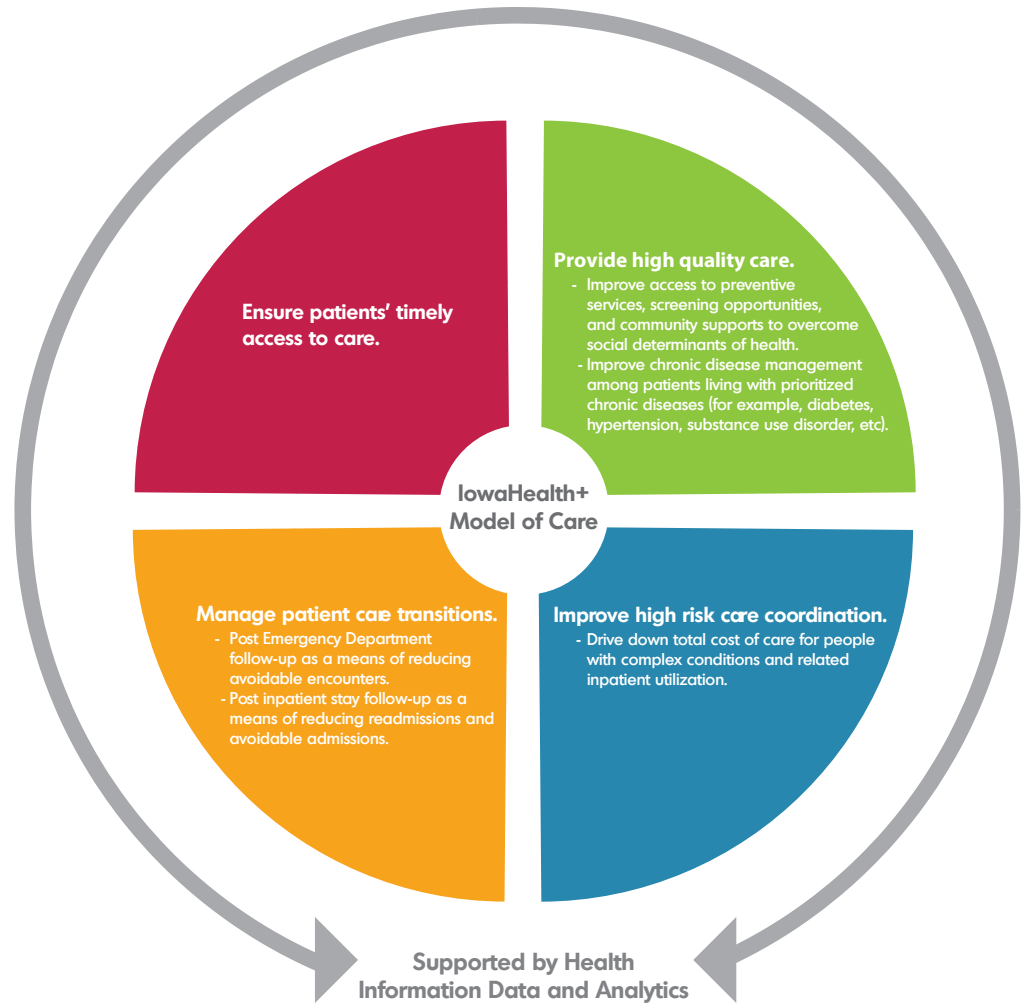 Ensure patients' timely
access to care.
Provide high quality care.
- Improve access to preventive
services, screening opportunities,
and community supports to overcome
social determinants of health.
- Improve chronic disease management
among patients living with prioritized
chronic diseases (for example, diabetes,
hypertension, substance use disorder, etc).
IowaHealth+
Model of Care
Manage patient care transitions.
- Post Emergency Department
follow-up as a means of reducing
avoidable encounters.
- Post inpatient stay follow-up as a
means of reducing readmissions and
avoidable admissions.
Improve high risk care coordination.
- Drive down total cost of care for people
with complex conditions and related
inpatient utilization.
Supported by Health
Information Data and Analytics